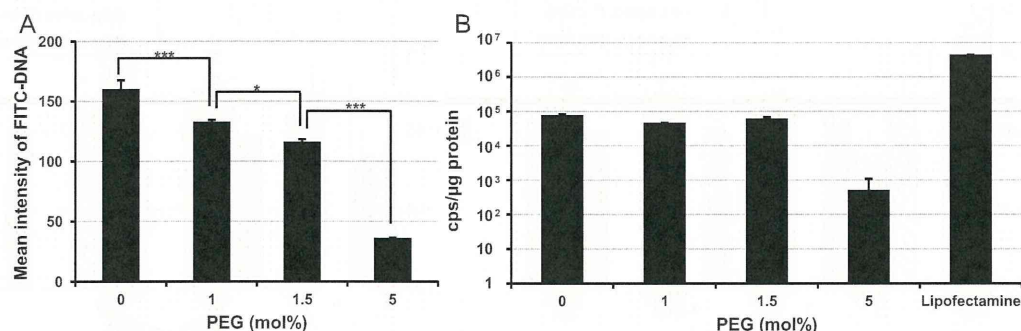 A
Mean intensity of FITC-DNA
200
150
100
50
0
***
*
***
0 1 1.5 5
PEG (mol%)
B
cps/µg protein
10⁷
10⁶
10⁵
10⁴
10³
10²
10
1
0 1 1.5 5 Lipofectamine
PEG (mol%)